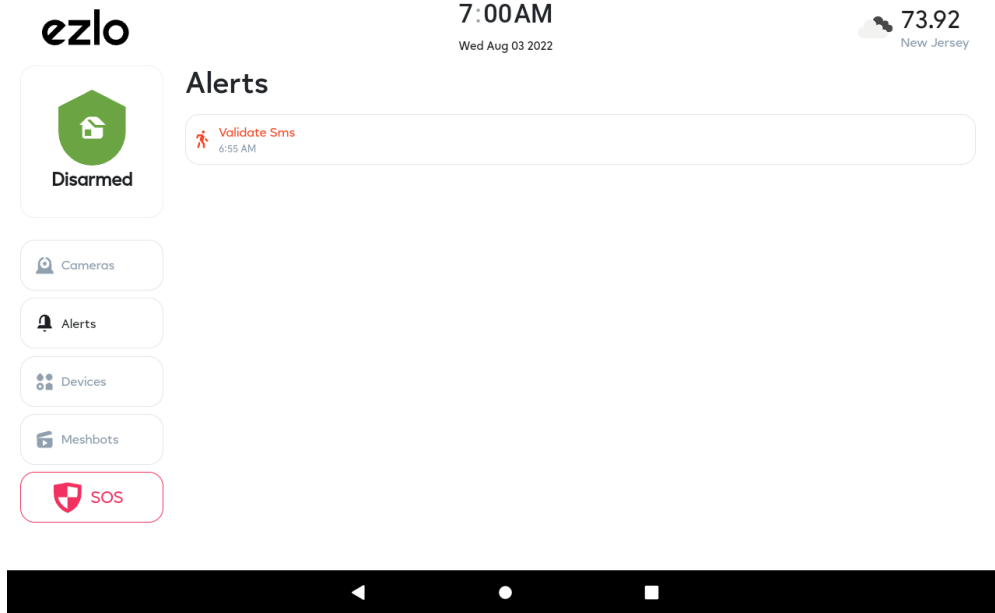 ezlo
7:00AM
Wed Aug 03 2022
73.92
New Jersey
Disarmed
Alerts
Validate Sms
6:55 AM
Cameras
Alerts
Devices
Meshbots
SOS